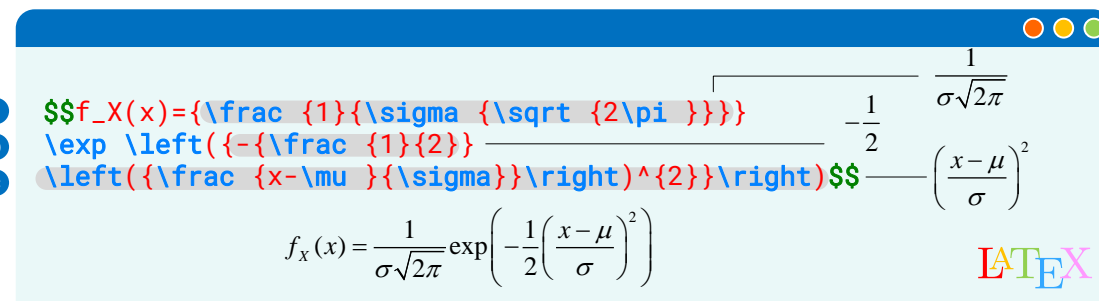 $$f_X(x)={\frac {1}{\sigma {\sqrt {2\pi }}}}
\exp \left({-{\frac {1}{2}}
\left({\frac {x-\mu }{\sigma}}\right)^{2}}\right)$$
1
σ√2π
−1
2
(x−μ)²
σ
f_X(x)=1/(σ√2π) exp(−1/2((x−μ)/σ)²)
LATEX